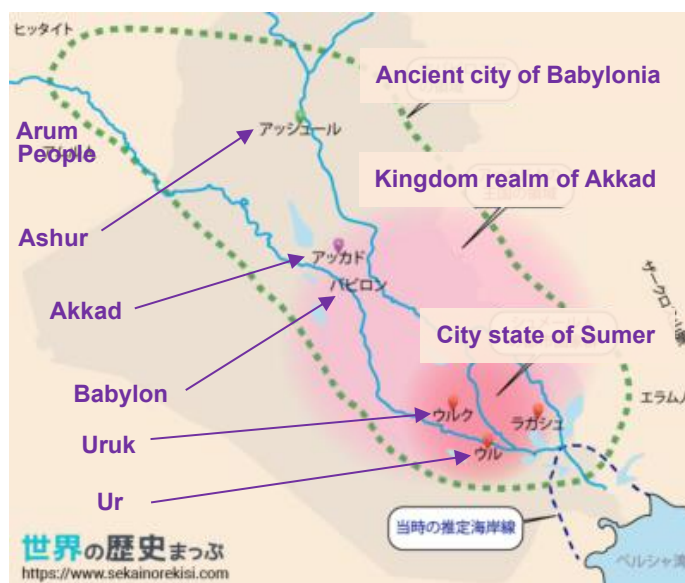 ヒッタイト
Ancient city of Babylonia
アッシュール
Arum
People
Kingdom realm of Akkad
Ashur
アッカド
バビロン
Akkad
City state of Sumer
Babylon
エラム人
ウルク
ラガシュ
Uruk
ウル
Ur
当時の推定海岸線
世界の歴史まっぷ
https://www.sekainorekisi.com
ペルシャ湾